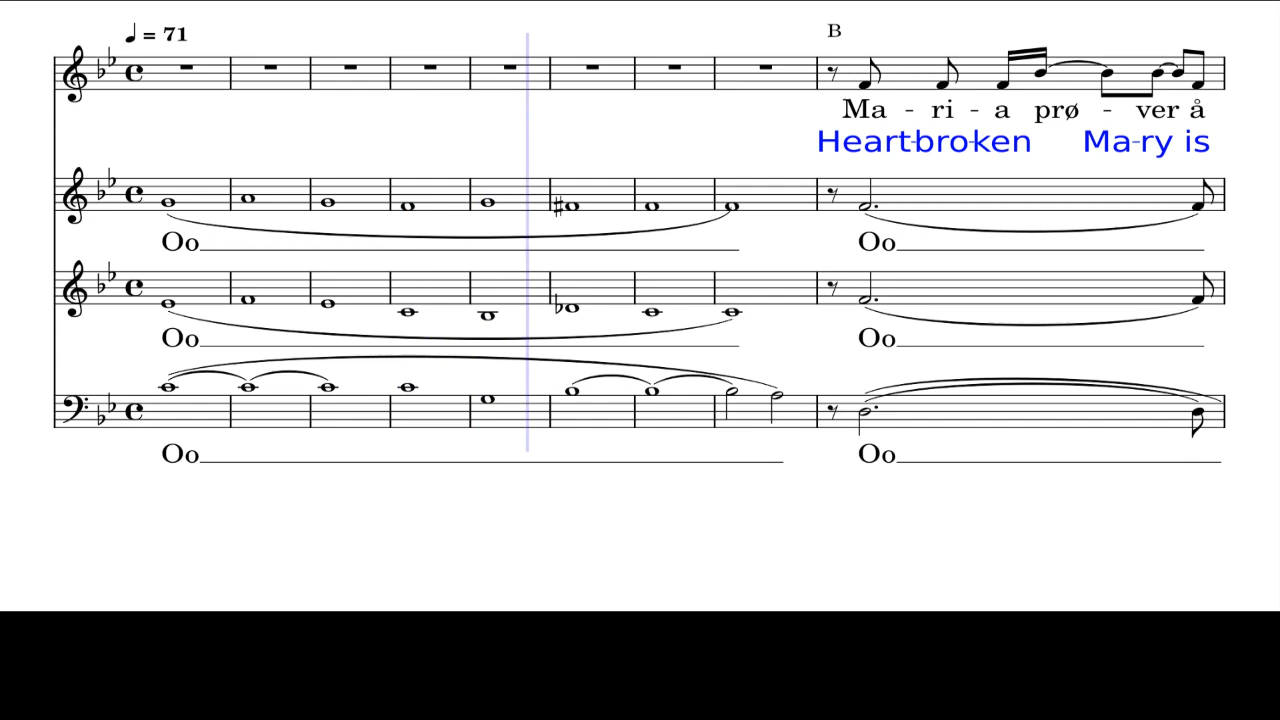 ♩ = 71
B
Ma - ri - a prø - ver å
Heart-bro-ken Ma-ry is
Oo Oo
Oo Oo
Oo Oo